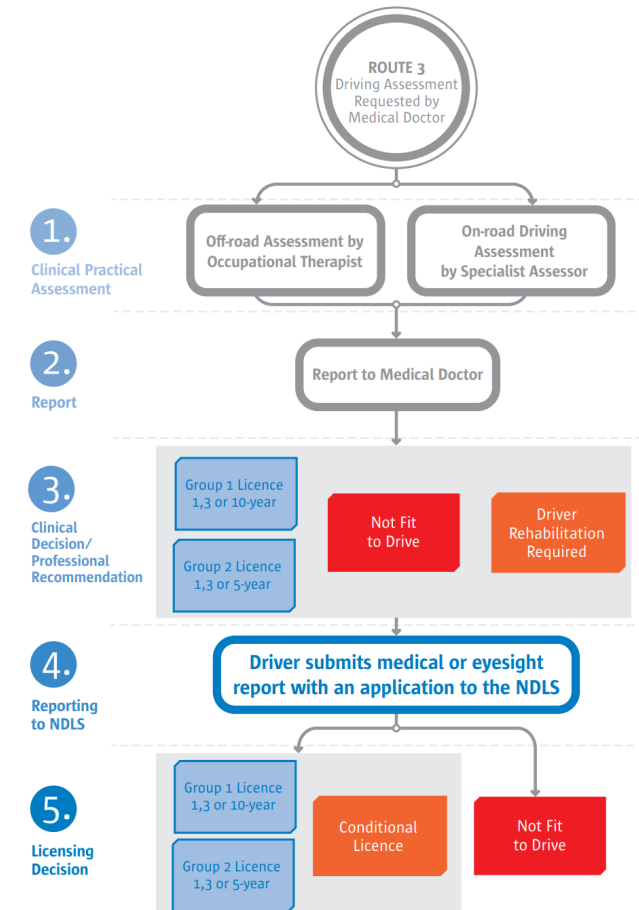 ROUTE 3
Driving Assessment
Requested by
Medical Doctor
1.
Clinical Practical
Assessment
Off-road Assessment by
Occupational Therapist
On-road Driving
Assessment
by Specialist Assessor
2.
Report
Report to Medical Doctor
3.
Clinical
Decision/
Professional
Recommendation
Group 1 Licence
1,3 or 10-year
Group 2 Licence
1,3 or 5-year
Not Fit
to Drive
Driver
Rehabilitation
Required
4.
Reporting
to NDLS
Driver submits medical or eyesight
report with an application to the NDLS
5.
Licensing
Decision
Group 1 Licence
1,3 or 10-year
Group 2 Licence
1,3 or 5-year
Conditional
Licence
Not Fit
to Drive